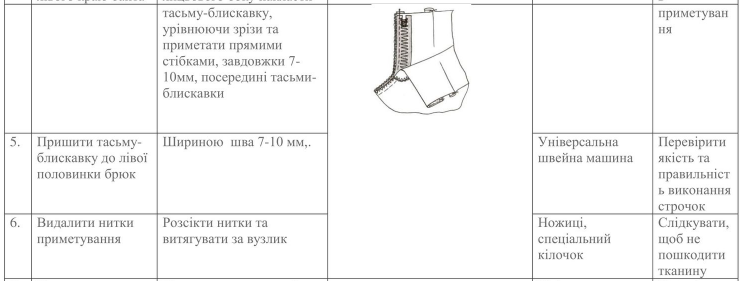 тасьму-блискавку,
урівнюючи зрізи та
приметати прямими
стібками, завдовжки 7-
10мм, посередині тасьми-
блискавки
приметуван
ня
5.
Пришити тасьму-
блискавку до лівої
половинки брюк
Шириною шва 7-10 мм,.
Універсальна
швейна машина
Перевірити
якість та
правильніст
ь виконання
строчок
6.
Видалити нитки
приметування
Розсікти нитки та
витягувати за вузлик
Ножиці,
спеціальний
кілочок
Слідкувати,
щоб не
пошкодити
тканину